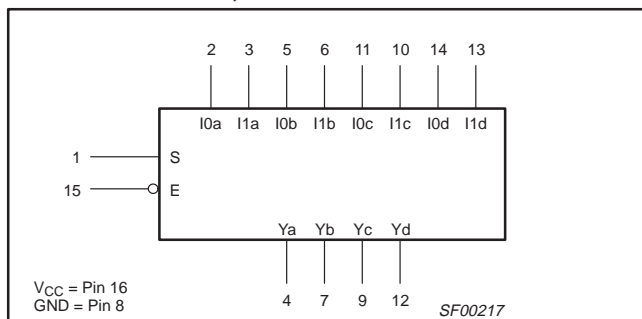 2 3 5 6 11 10 14 13
I0a I1a I0b I1b I0c I1c I0d I1d
1 S
15 E
Ya Yb Yc Yd
VCC = Pin 16
GND = Pin 8
4 7 9 12
SF00217